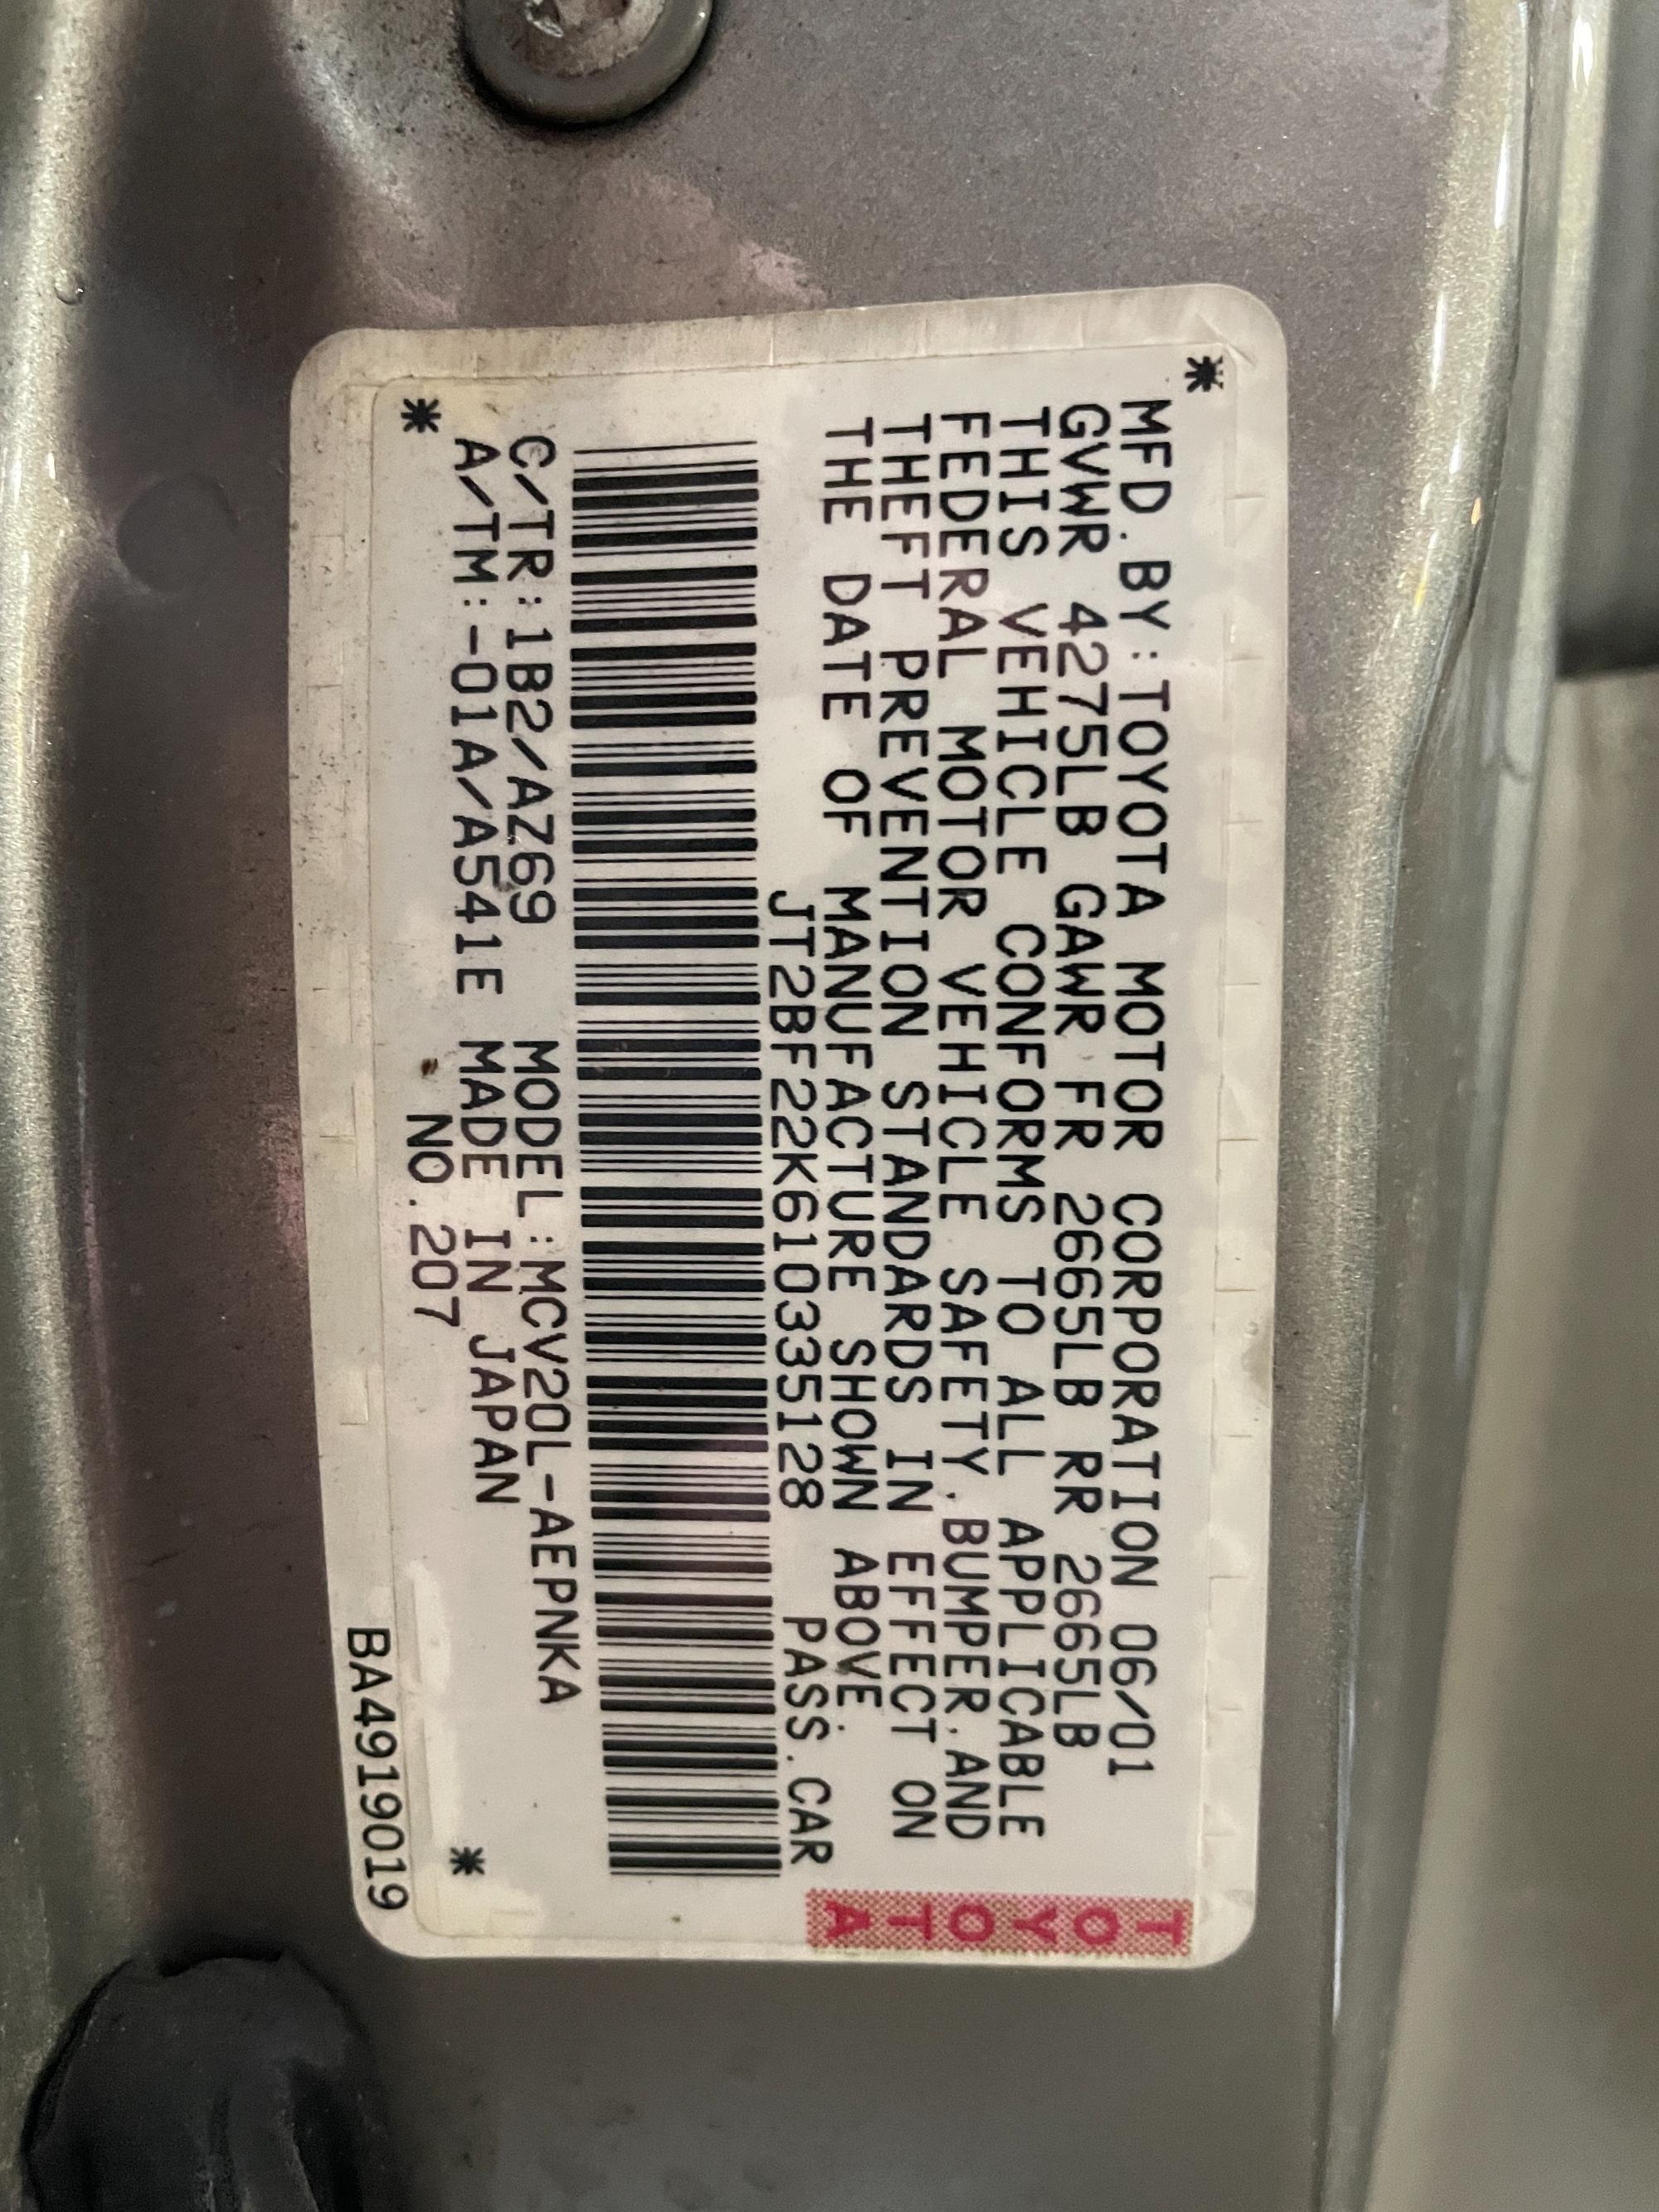 MFD.BY:TOYOTA MOTOR CORPORATION 06/01
GVWR 4275LB GAWR FR 2665LB RR 2665LB
THIS VEHICLE CONFORMS TO ALL APPLICABLE
FEDERAL MOTOR VEHICLE SAFETY.BUMPER.AND
THEFT PREVENTION STANDARDS IN EFFECT ON
THE DATE OF MANUFACTURE SHOWN ABOVE.
JT2BF22K610335128 PASS.CAR
C/TR:1B2/AZ69 MODEL:MCV20L-AEPNKA
A/TM:-01A/A541E MADE IN JAPAN
NO.207
BA4919019
TOYOTA